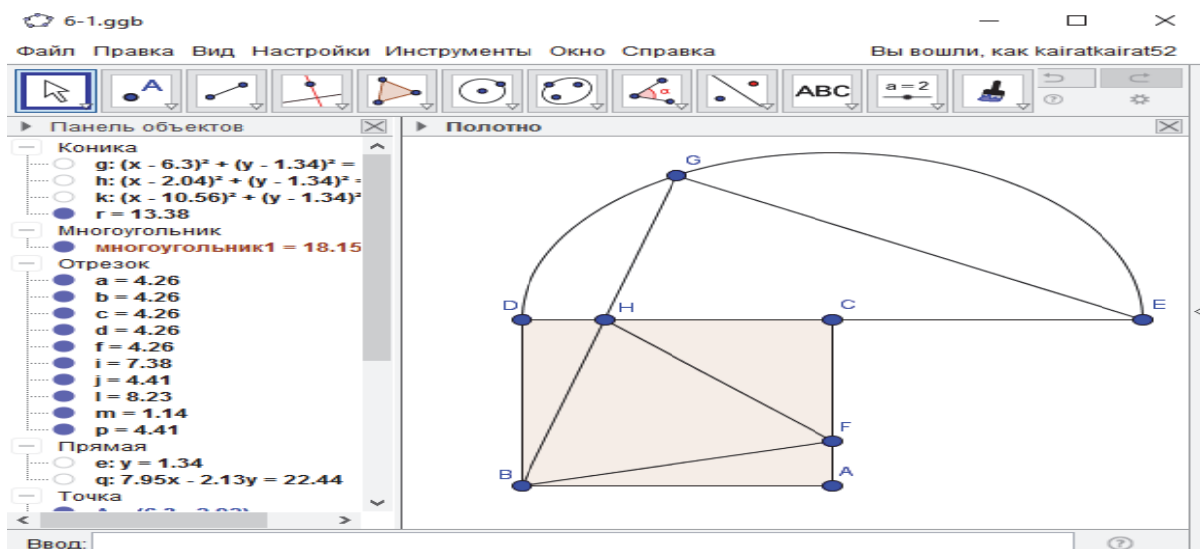 6-1.ggb
Файл Правка Вид Настройки Инструменты Окно Справка Вы вошли, как kairatkairat52
A α ABC a = 2
Панель объектов
Полотно
Коника
g: (x - 6.3)² + (y - 1.34)² =
h: (x - 2.04)² + (y - 1.34)²
k: (x - 10.56)² + (y - 1.34)²
r = 13.38
Многоугольник
многоугольник1 = 18.15
Отрезок
a = 4.26
b = 4.26
c = 4.26
d = 4.26
f = 4.26
i = 7.38
j = 4.41
l = 8.23
m = 1.14
p = 4.41
Прямая
e: y = 1.34
q: 7.95x - 2.13y = 22.44
Точка
G
D H C E
F
B A
Ввод: